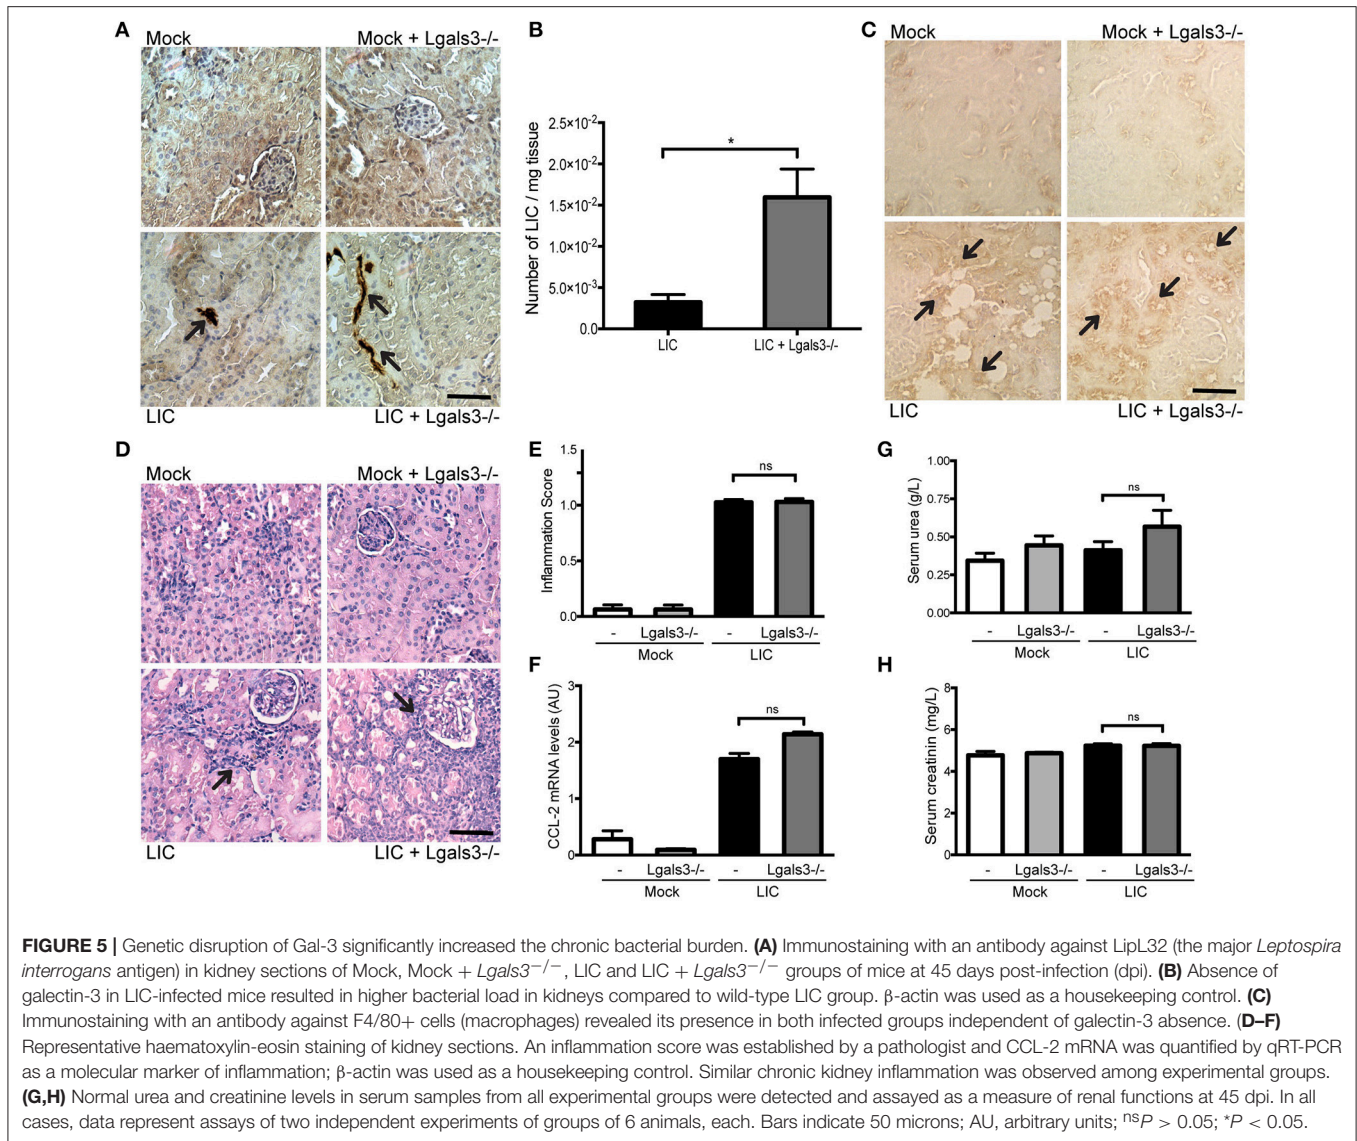 A
Mock
Mock + Lgals3-/-
LIC
LIC + Lgals3-/-
B
Number of LIC / mg tissue
2.5×10⁻²
2.0×10⁻²
1.5×10⁻²
1.0×10⁻²
5.0×10⁻³
0.0
*
LIC
LIC + Lgals3-/-
C
Mock
Mock + Lgals3-/-
LIC
LIC + Lgals3-/-
D
Mock
Mock + Lgals3-/-
LIC
LIC + Lgals3-/-
E
Inflammation Score
1.5
1.0
0.5
0.0
ns
- Lgals3-/- - Lgals3-/-
Mock LIC
F
CCL-2 mRNA levels (AU)
3
2
1
0
ns
- Lgals3-/- - Lgals3-/-
Mock LIC
G
Serum urea (g/L)
1.00
0.75
0.50
0.25
0.00
ns
- Lgals3-/- - Lgals3-/-
Mock LIC
H
Serum creatinin (mg/L)
8
6
4
2
0
ns
- Lgals3-/- - Lgals3-/-
Mock LIC
FIGURE 5 | Genetic disruption of Gal-3 significantly increased the chronic bacterial burden. (A) Immunostaining with an antibody against LipL32 (the major Leptospira
interrogans antigen) in kidney sections of Mock, Mock + Lgals3⁻/⁻, LIC and LIC + Lgals3⁻/⁻ groups of mice at 45 days post-infection (dpi). (B) Absence of
galectin-3 in LIC-infected mice resulted in higher bacterial load in kidneys compared to wild-type LIC group. β-actin was used as a housekeeping control. (C)
Immunostaining with an antibody against F4/80+ cells (macrophages) revealed its presence in both infected groups independent of galectin-3 absence. (D–F)
Representative haematoxylin-eosin staining of kidney sections. An inflammation score was established by a pathologist and CCL-2 mRNA was quantified by qRT-PCR
as a molecular marker of inflammation; β-actin was used as a housekeeping control. Similar chronic kidney inflammation was observed among experimental groups.
(G,H) Normal urea and creatinine levels in serum samples from all experimental groups were detected and assayed as a measure of renal functions at 45 dpi. In all
cases, data represent assays of two independent experiments of groups of 6 animals, each. Bars indicate 50 microns; AU, arbitrary units; ⁿˢP > 0.05; *P < 0.05.